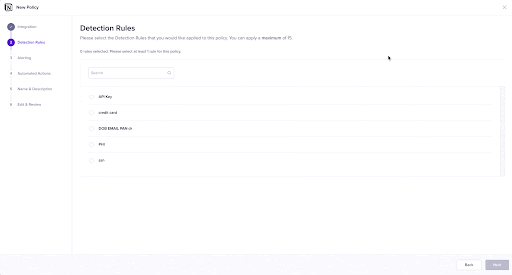 New Policy
Integration
2 Detection Rules
3 Alerting
4 Automated Actions
5 Name & Description
6 Edit & Review
Detection Rules
Please select the Detection Rules that you would like applied to this policy. You can apply a maximum of 15.
0 rules selected. Please select at least 1 rule for this policy.
Search
API Key
credit card
DOB EMAIL PAN
PHI
Back
Next